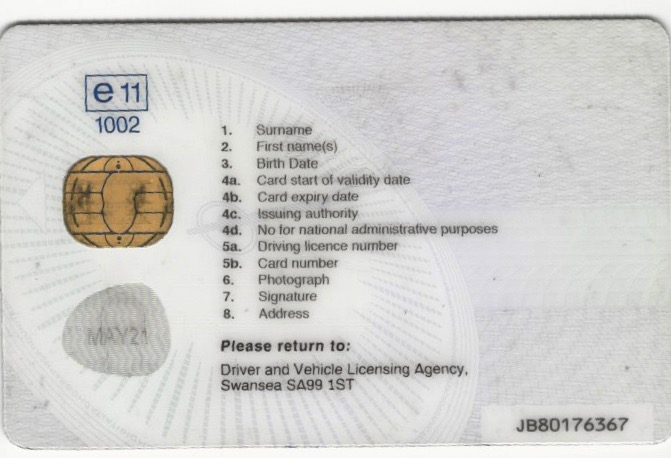 e 11
1002
1. Surname
2. First name(s)
3. Birth Date
4a. Card start of validity date
4b. Card expiry date
4c. Issuing authority
4d. No for national administrative purposes
5a. Driving licence number
5b. Card number
6. Photograph
7. Signature
8. Address
MAY21
Please return to:
Driver and Vehicle Licensing Agency,
Swansea SA99 1ST
JB80176367